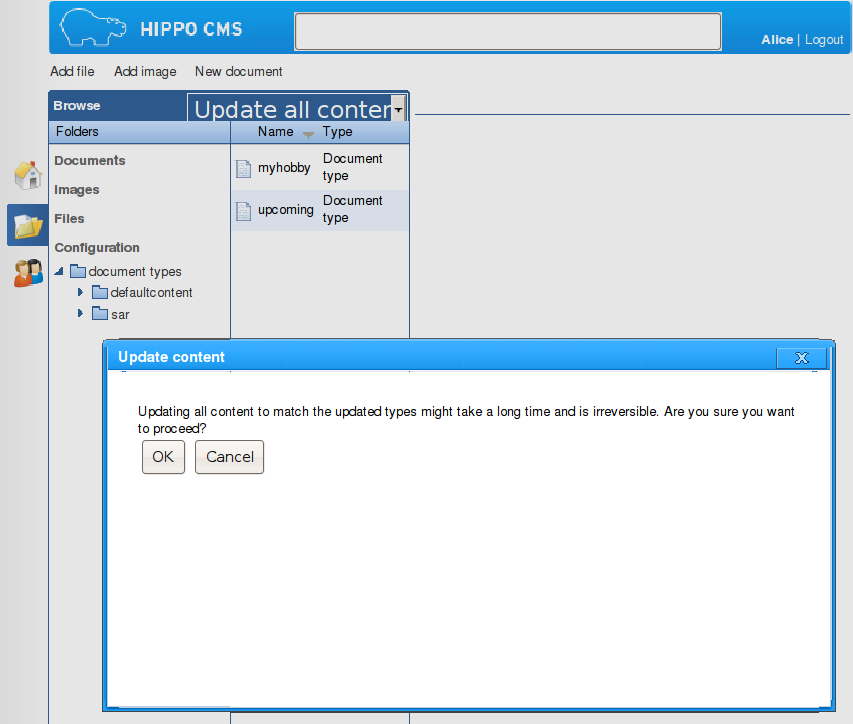 HIPPO CMS
Alice | Logout
Add file Add image New document
Browse Update all conter
Folders Name Type
Documents
Images
Files
Configuration
document types
defaultcontent
sar
myhobby Document
type
upcoming Document
type
Update content
Updating all content to match the updated types might take a long time and is irreversible. Are you sure you want
to proceed?
OK Cancel